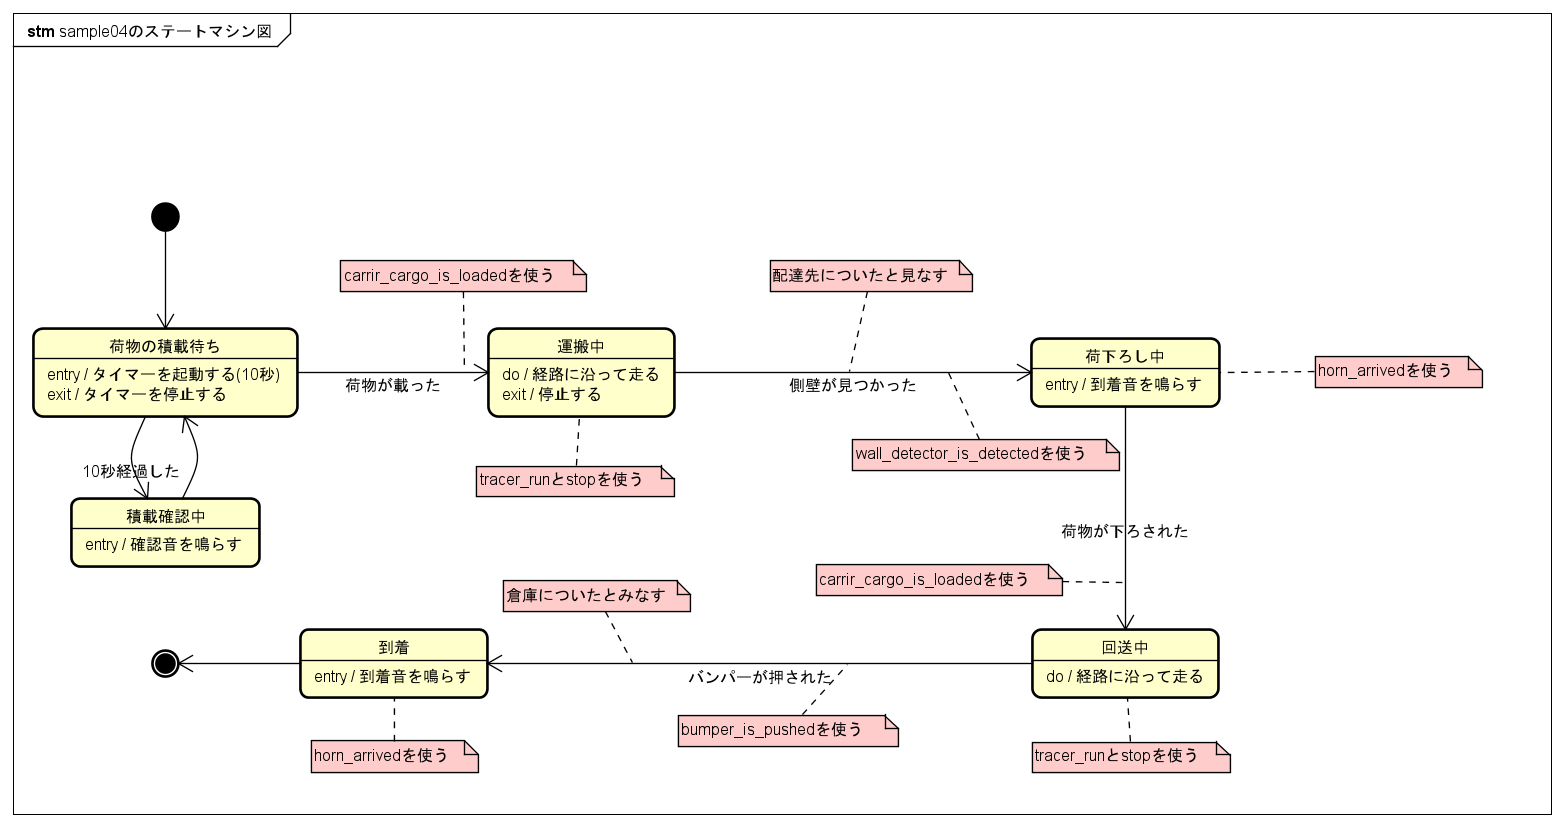 stm sample04のステートマシン図
carrir_cargo_is_loadedを使う
配達先についたと見なす
荷物の積載待ち
entry / タイマーを起動する(10秒)
exit / タイマーを停止する
荷物が載った
運搬中
do / 経路に沿って走る
exit / 停止する
側壁が見つかった
荷下ろし中
entry / 到着音を鳴らす
horn_arrivedを使う
wall_detector_is_detectedを使う
tracer_runとstopを使う
10秒経過した
積載確認中
entry / 確認音を鳴らす
荷物が下ろされた
carrir_cargo_is_loadedを使う
倉庫についたとみなす
到着
entry / 到着音を鳴らす
バンパーが押された
回送中
do / 経路に沿って走る
bumper_is_pushedを使う
horn_arrivedを使う
tracer_runとstopを使う